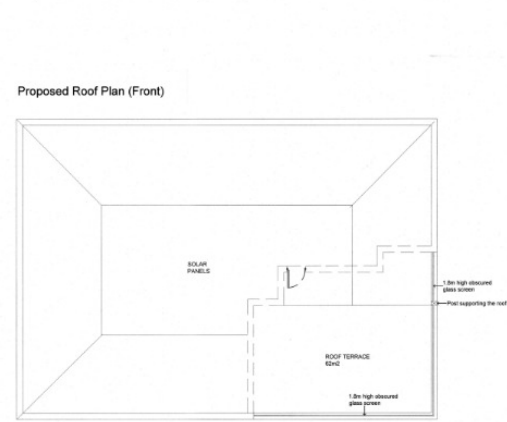 Proposed Roof Plan (Front)
SOLAR
PANELS
1.8m high obscured
glass screen
Post supporting the roof
ROOF TERRACE
62m2
1.8m high obscured
glass screen